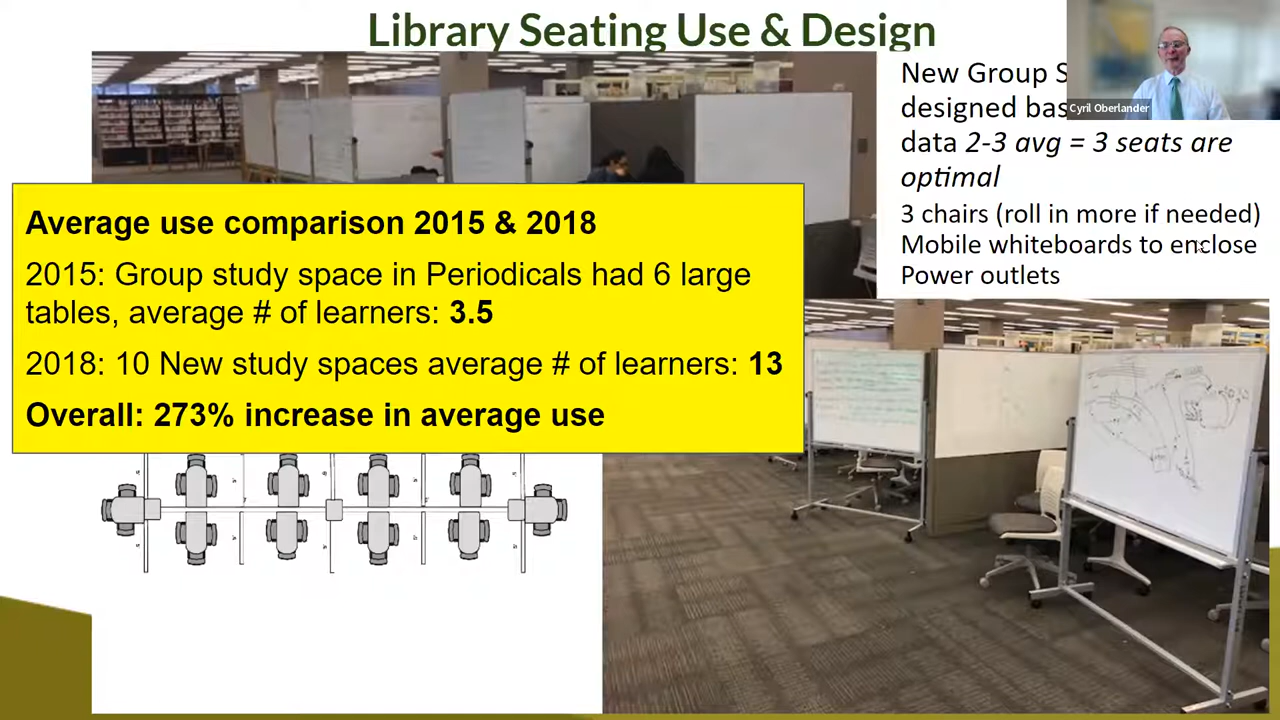 Library Seating Use & Design
New Group S
designed bas
data 2-3 avg = 3 seats are
optimal
3 chairs (roll in more if needed)
Mobile whiteboards to enclose
Power outlets
Cyril Oberlander
Average use comparison 2015 & 2018
2015: Group study space in Periodicals had 6 large
tables, average # of learners: 3.5
2018: 10 New study spaces average # of learners: 13
Overall: 273% increase in average use